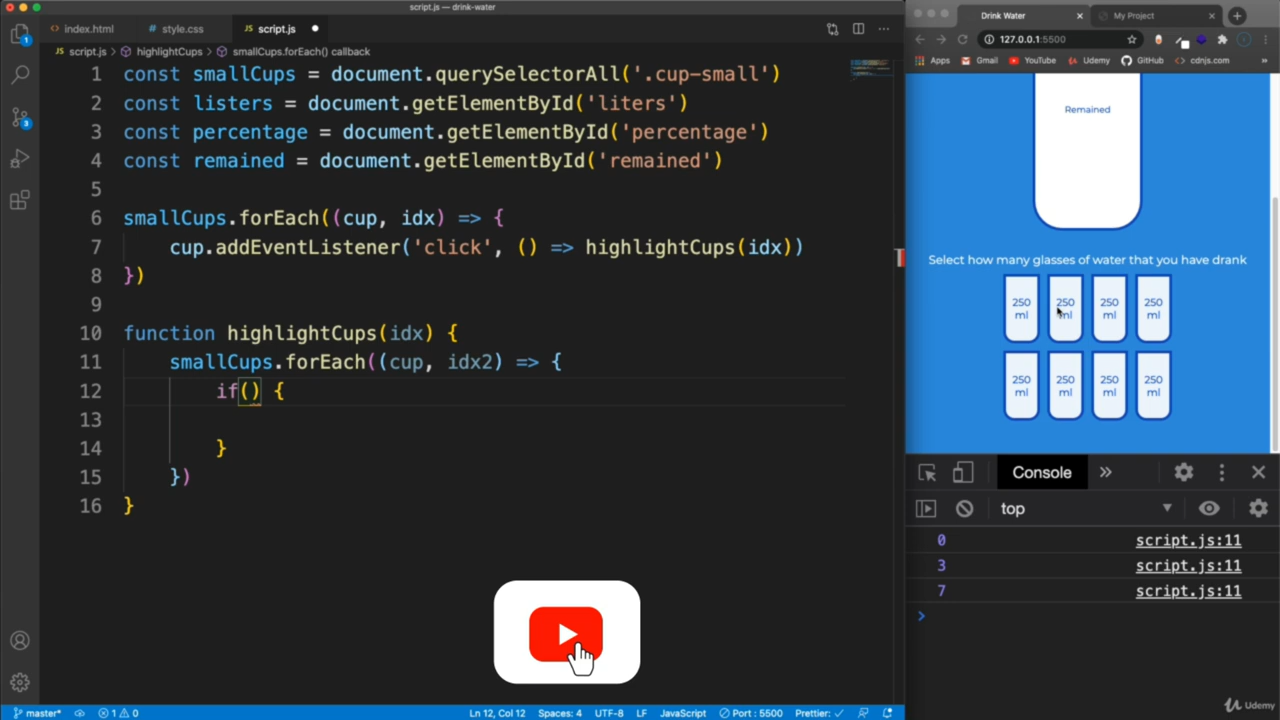 script.js — drink-water
index.html
style.css
script.js
script.js > highlightCups > smallCups.forEach() callback
1 const smallCups = document.querySelectorAll('.cup-small')
2 const listers = document.getElementById('liters')
3 const percentage = document.getElementById('percentage')
4 const remained = document.getElementById('remained')
5
6 smallCups.forEach((cup, idx) => {
7 cup.addEventListener('click', () => highlightCups(idx))
8 })
9
10 function highlightCups(idx) {
11 smallCups.forEach((cup, idx2) => {
12 if() {
13
14 }
15 })
16 }
master*
1 0
Ln 12, Col 12
Spaces: 4
UTF-8
LF
JavaScript
Port : 5500
Prettier: ✓
Drink Water
My Project
127.0.0.1:5500
Apps
Gmail
YouTube
Udemy
GitHub
cdnjs.com
»
Remained
Select how many glasses of water that you have drank
250 250 250 250
ml ml ml ml
250 250 250 250
ml ml ml ml
Console
»
top
0 script.js:11
3 script.js:11
7 script.js:11
>
Udemy